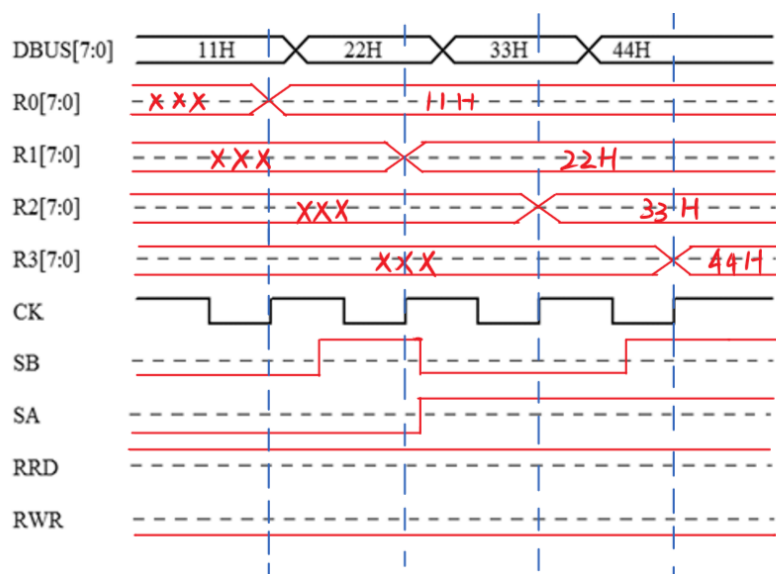 DBUS[7:0] 11H 22H 33H 44H
R0[7:0] XXX 11H
R1[7:0] XXX 22H
R2[7:0] XXX 33H
R3[7:0] XXX 44H
CK
SB
SA
RRD
RWR